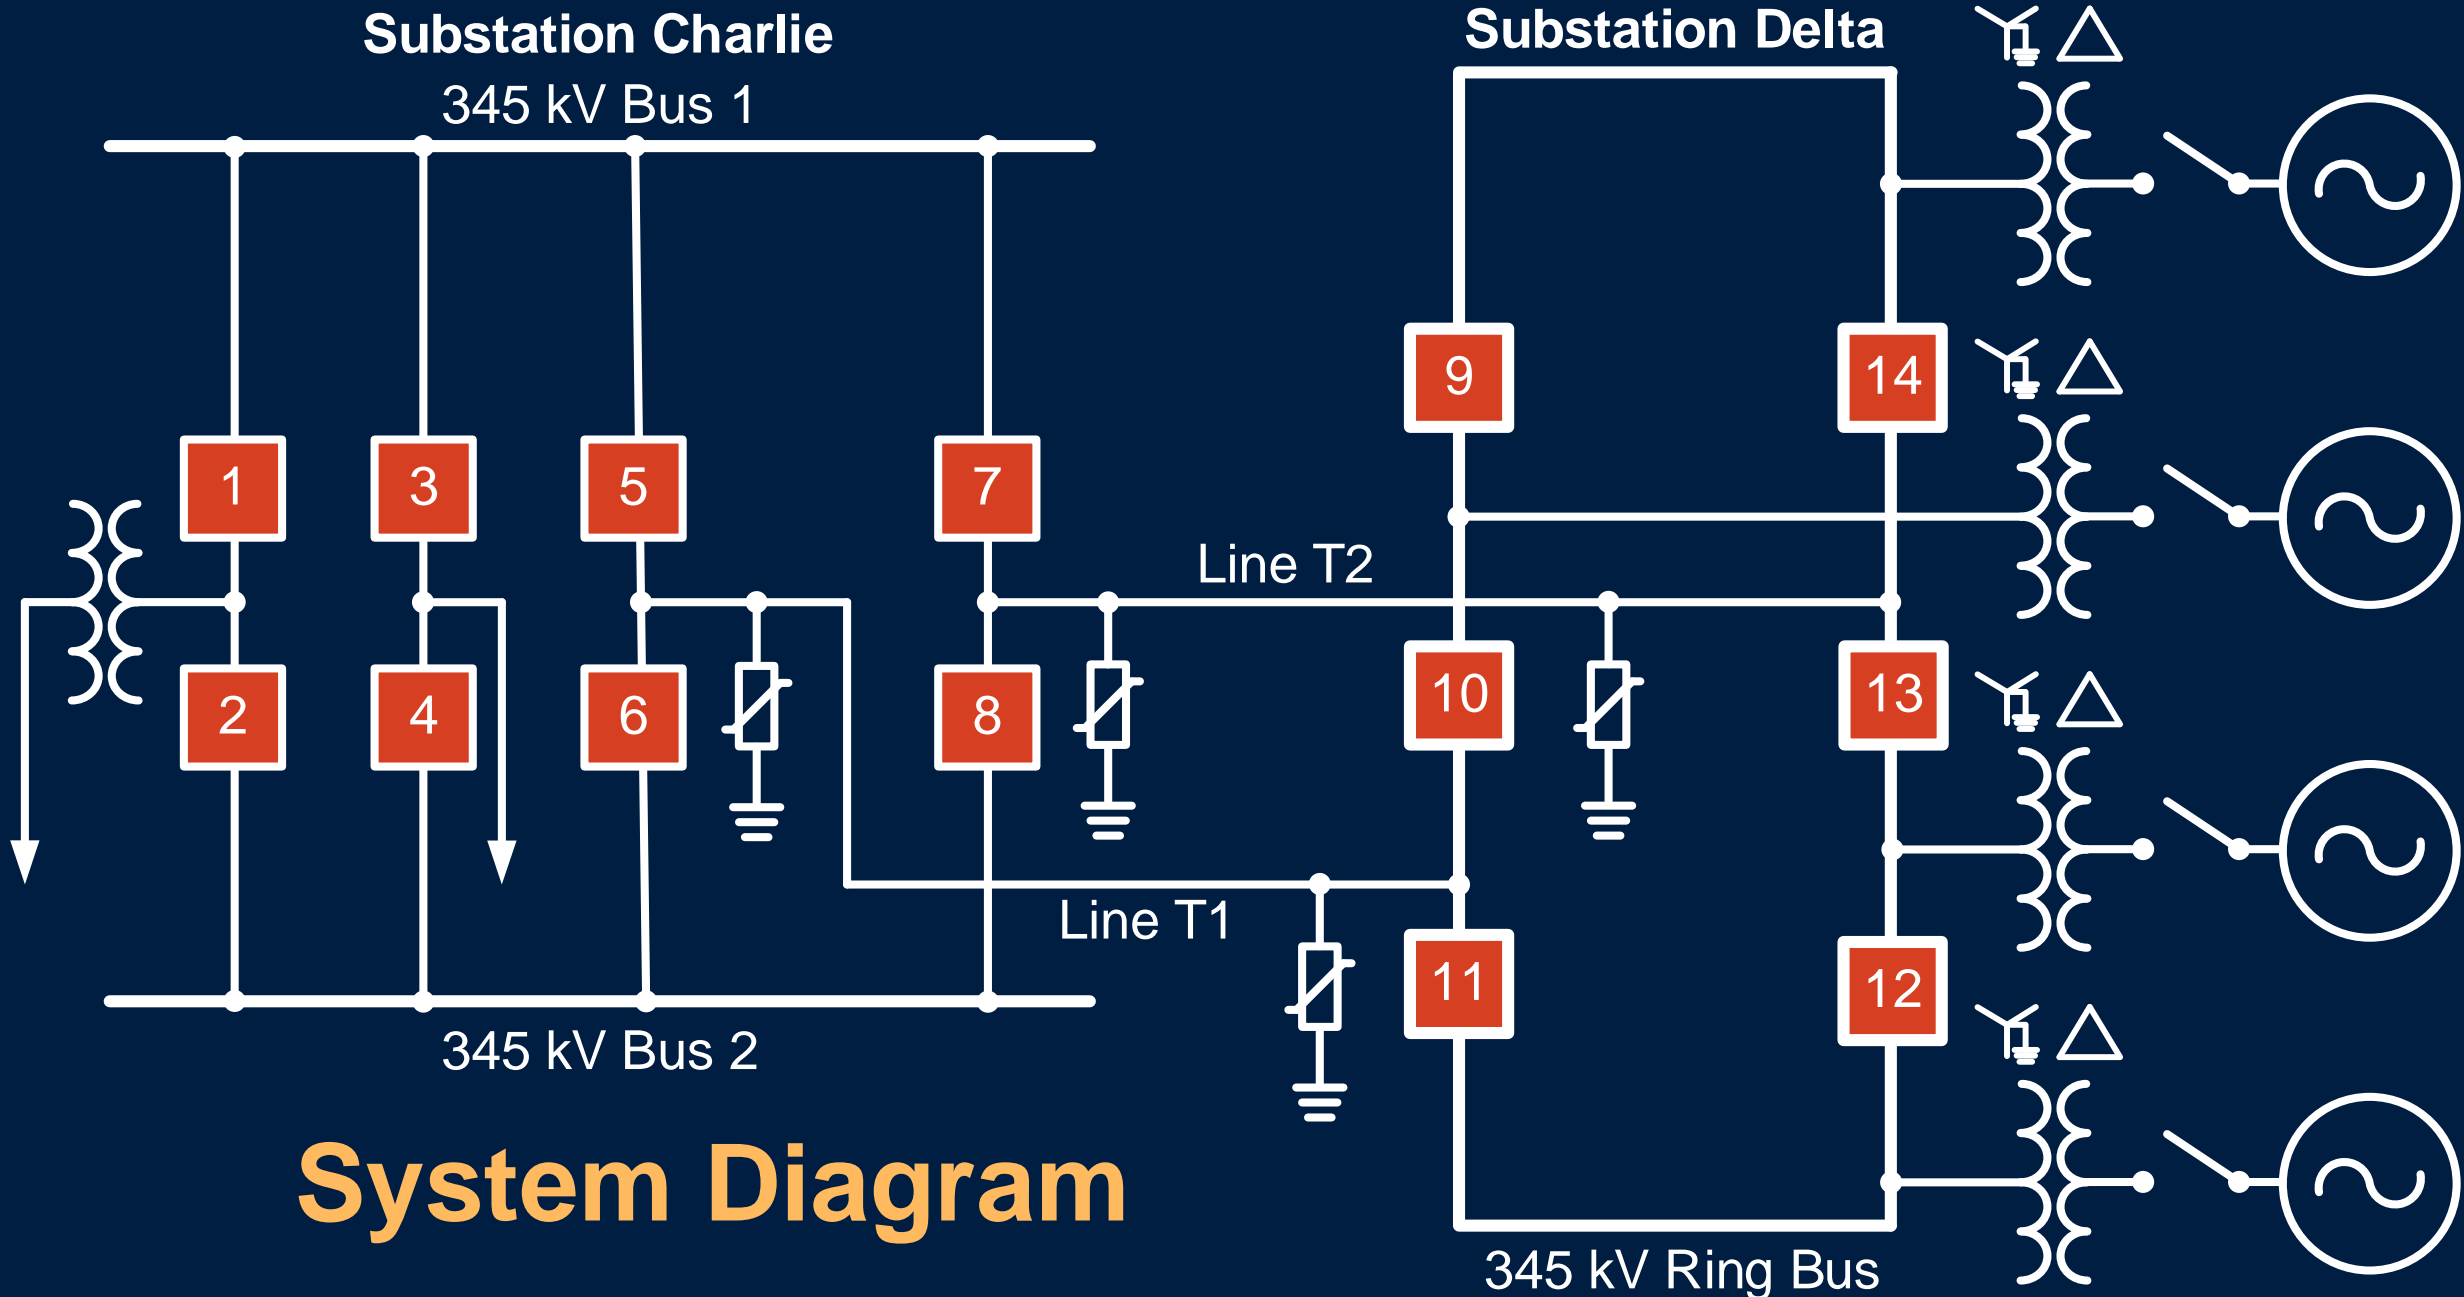 Substation Charlie
345 kV Bus 1
Substation Delta
1
3
5
7
9
14
Line T2
2
4
6
8
10
13
Line T1
11
12
345 kV Bus 2
System Diagram
345 kV Ring Bus